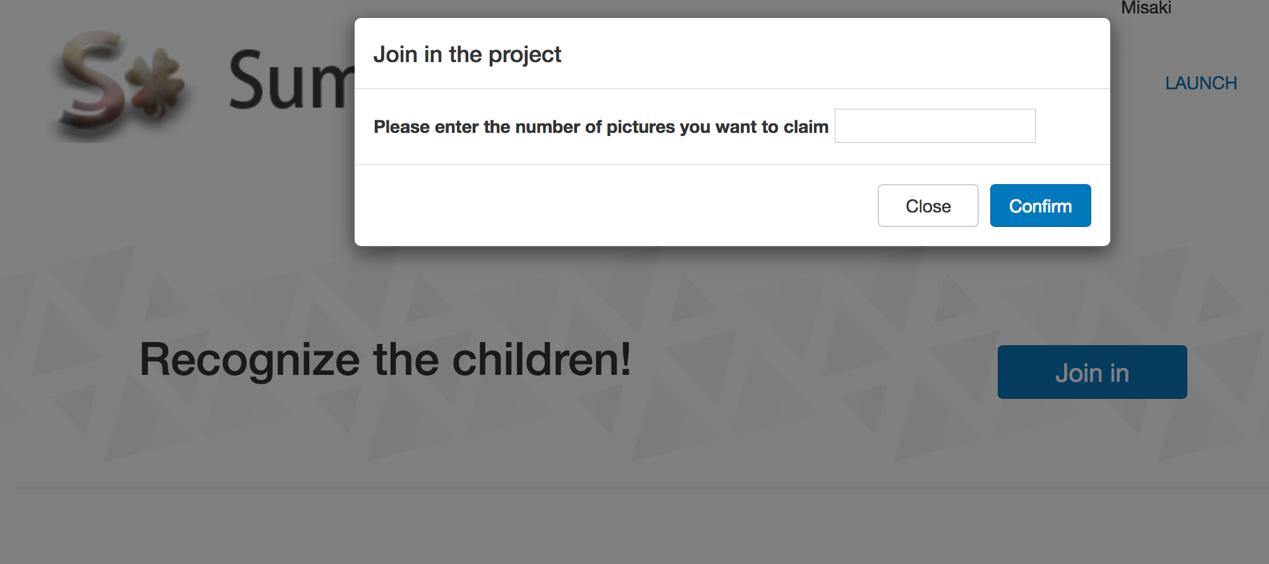 Misaki
Join in the project
LAUNCH
Please enter the number of pictures you want to claim
Close
Confirm
Recognize the children!
Join in